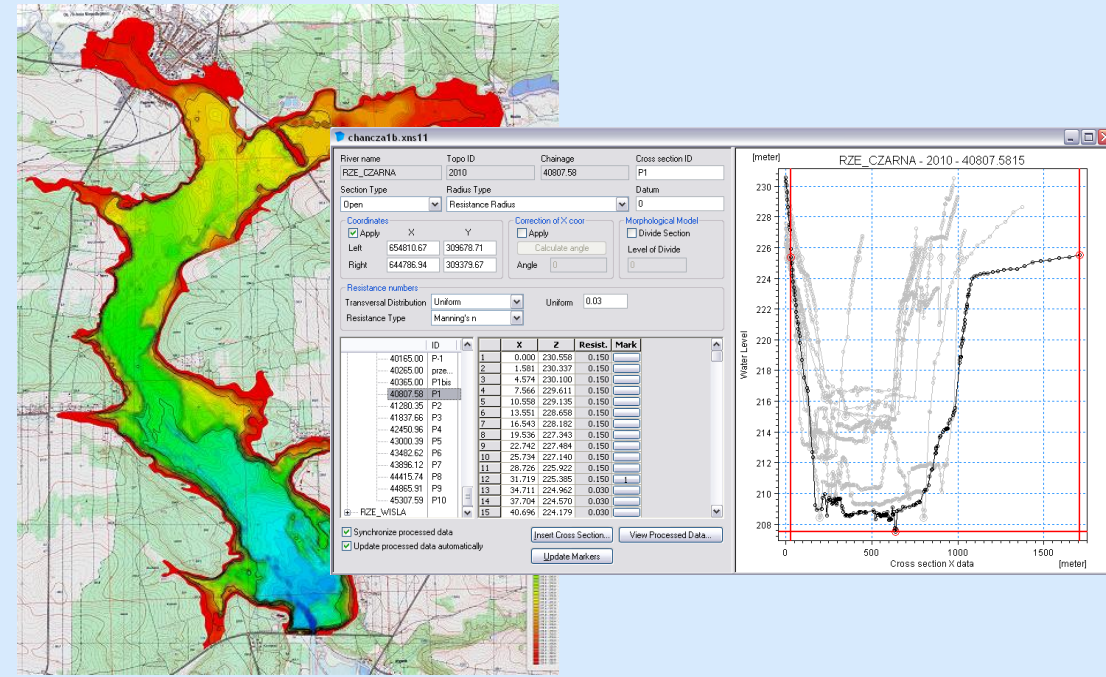 chancza1b.xns11
River name Topo ID Chainage Cross section ID
RZE_CZARNA 2010 40807.58 P1
Section Type Radius Type Datum
Open Resistance Radius 0
Coordinates Correction of X coor Morphological Model
Apply X Y Apply Divide Section
Left 654810.67 309678.71 Calculate angle Level of Divide
Right 644786.94 309379.67 Angle 0 0
Resistance numbers
Transversal Distribution Uniform Uniform 0.03
Resistance Type Manning's n
ID
40165.00 P-1
40265.00 prze...
40365.00 P1bis
40807.58 P1
41280.35 P2
41837.66 P3
42450.96 P4
43000.39 P5
43482.62 P6
43896.12 P7
44415.74 P8
44865.91 P9
45307.59 P10
RZE_WISLA
X Z Resist. Mark
1 0.000 230.558 0.150
2 1.581 230.337 0.150
3 4.574 230.100 0.150
4 7.566 229.611 0.150
5 10.558 229.135 0.150
6 13.551 228.658 0.150
7 16.543 228.182 0.150
8 19.536 227.343 0.150
9 22.742 227.484 0.150
10 25.734 227.140 0.150
11 28.726 225.922 0.150
12 31.719 225.385 0.150 1
13 34.711 224.962 0.030
14 37.704 224.570 0.030
15 40.696 224.179 0.030
Synchronize processed data
Update processed data automatically
Insert Cross Section... View Processed Data...
Update Markers
[meter] RZE_CZARNA - 2010 - 40807.5815
230
228
226
224
222
220
218
216
214
212
210
208
Water Level
0 500 1000 1500
Cross section X data [meter]